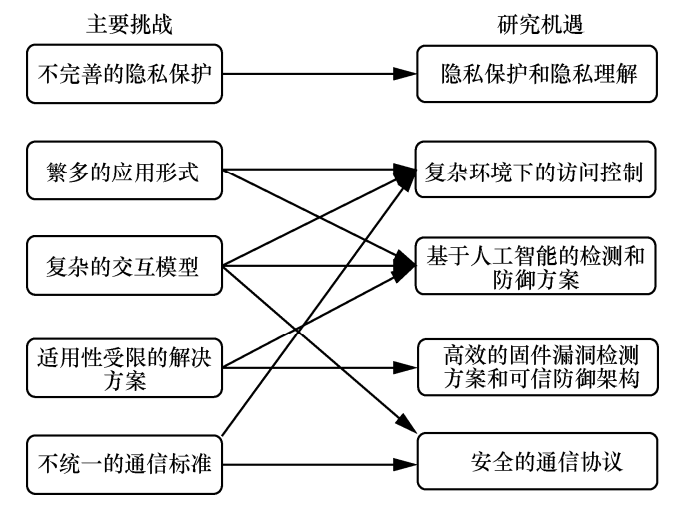 主要挑战
研究机遇
不完善的隐私保护
隐私保护和隐私理解
繁多的应用形式
复杂环境下的访问控制
复杂的交互模型
基于人工智能的检测和
防御方案
适用性受限的解决
方案
高效的固件漏洞检测
方案和可信防御架构
不统一的通信标准
安全的通信协议